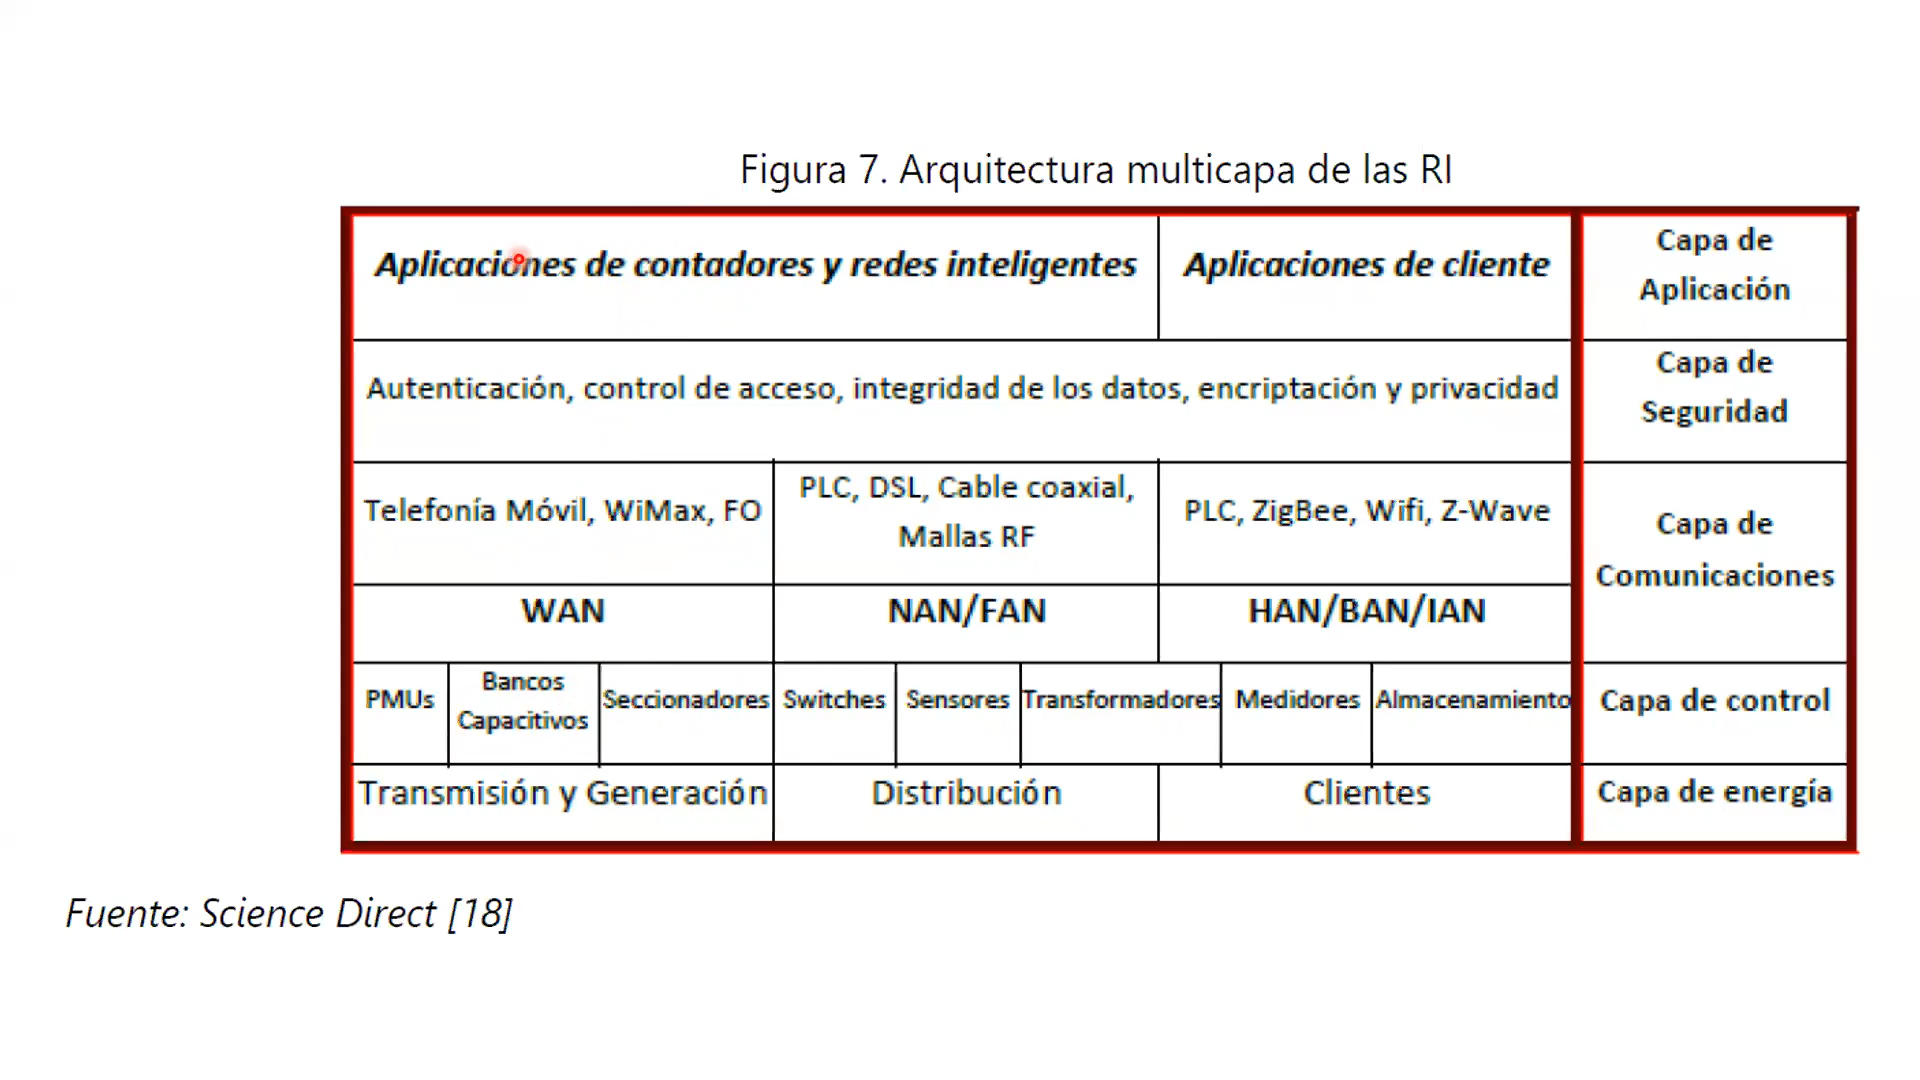 Figura 7. Arquitectura multicapa de las RI
Aplicaciones de contadores y redes inteligentes
Aplicaciones de cliente
Capa de
Aplicación
Autenticación, control de acceso, integridad de los datos, encriptación y privacidad
Capa de
Seguridad
Telefonía Móvil, WiMax, FO
PLC, DSL, Cable coaxial,
Mallas RF
PLC, ZigBee, Wifi, Z-Wave
Capa de
Comunicaciones
WAN
NAN/FAN
HAN/BAN/IAN
PMUs
Bancos
Capacitivos
Seccionadores
Switches
Sensores
Transformadores
Medidores
Almacenamiento
Capa de control
Transmisión y Generación
Distribución
Clientes
Capa de energía
Fuente: Science Direct [18]